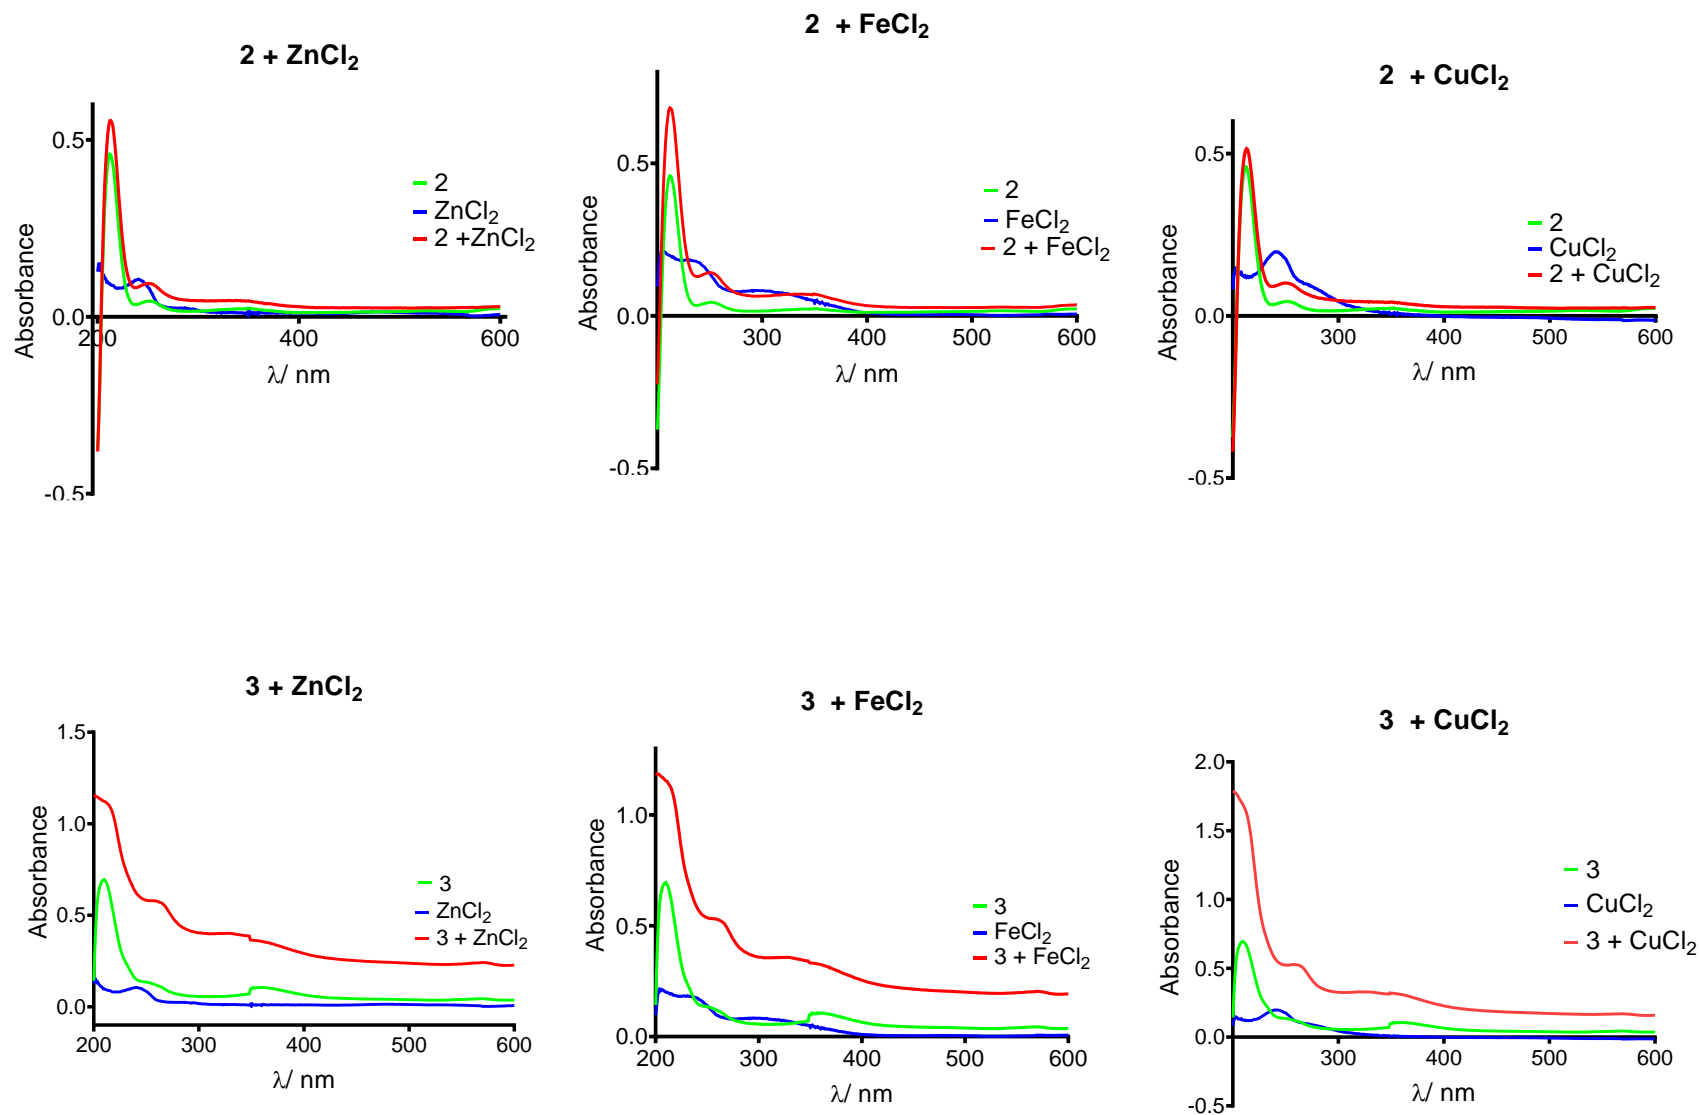 2 + ZnCl2
0.5
0.0
-0.5
Absorbance
200
400
600
λ/ nm
2
ZnCl2
2 +ZnCl2
2 + FeCl2
0.5
0.0
-0.5
Absorbance
300
400
500
600
λ/ nm
2
FeCl2
2 + FeCl2
2 + CuCl2
0.5
0.0
-0.5
Absorbance
300
400
500
600
λ/ nm
2
CuCl2
2 + CuCl2
3 + ZnCl2
1.5
1.0
0.5
0.0
Absorbance
200
300
400
500
600
λ/ nm
3
ZnCl2
3 + ZnCl2
3 + FeCl2
1.0
0.5
0.0
Absorbance
200
300
400
500
600
λ/ nm
3
FeCl2
3 + FeCl2
3 + CuCl2
2.0
1.5
1.0
0.5
0.0
-0.5
Absorbance
300
400
500
600
λ/ nm
3
CuCl2
3 + CuCl2